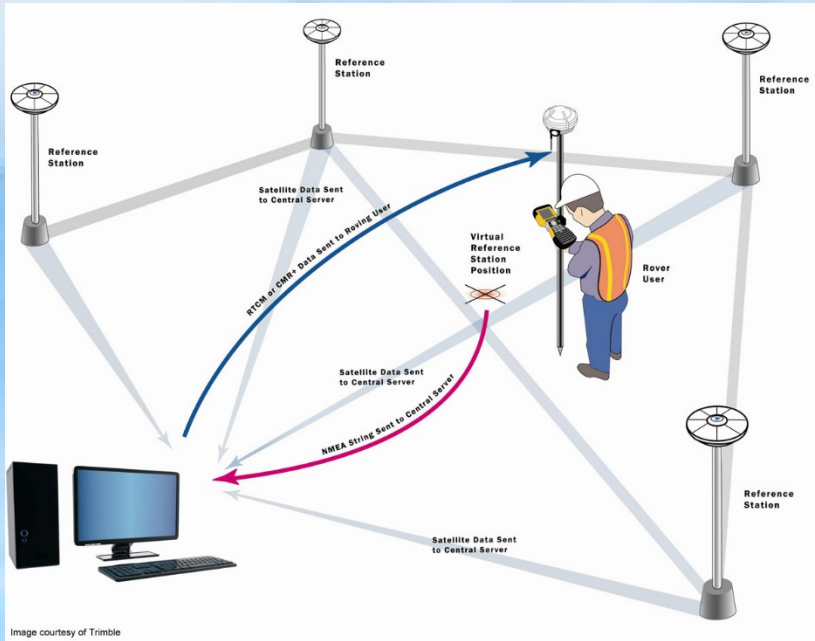 Reference
Station
Reference
Station
Reference
Station
Satellite Data Sent
to Central Server
RTCM or CMR+ Data Sent to Roving User
Virtual
Reference
Station
Position
Rover
User
Satellite Data Sent
to Central Server
NMEA String Sent to Central Server
Reference
Station
Satellite Data Sent
to Central Server
Image courtesy of Trimble